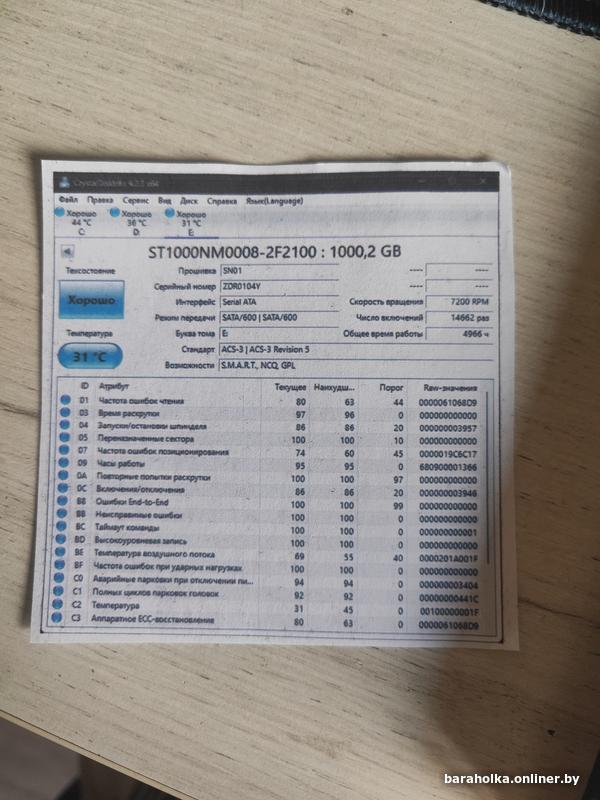 CrystalDiskInfo 8.2.3 x64
Файл Правка Сервис Вид Диск Справка Язык(Language)
Хорошо Хорошо Хорошо
44 °C 36 °C 31 °C
C: D: E:
ST1000NM0008-2F2100 : 1000,2 GB
Техсостояние
Хорошо
Температура
31 °C
Прошивка SN01 ---- ----
Серийный номер ZDR0104Y ---- ----
Интерфейс Serial ATA Скорость вращения 7200 RPM
Режим передачи SATA/600 | SATA/600 Число включений 14662 раз
Буква тома E: Общее время работы 4966 ч
Стандарт ACS-3 | ACS-3 Revision 5
Возможности S.M.A.R.T., NCQ, GPL
ID Атрибут Текущее Наихудш... Порог Raw-значения
01 Частота ошибок чтения 80 63 44 0000061068D9
03 Время раскрутки 97 96 0 000000000000
04 Запуски/остановки шпинделя 86 86 20 000000003957
05 Переназначенные сектора 100 100 10 000000000000
07 Частота ошибок позиционирования 74 60 45 0000019C6C17
09 Часы работы 95 95 0 680900001366
0A Повторные попытки раскрутки 100 100 97 000000000000
0C Включения/отключения 86 86 20 000000003946
B8 Ошибки End-to-End 100 100 99 000000000000
BB Неисправимые ошибки 100 100 0 000000000000
BC Таймаут команды 100 100 0 000000000001
BD Высокоуровневая запись 100 100 0 000000000000
BE Температура воздушного потока 69 55 40 0000201A001F
BF Частота ошибок при ударных нагрузках 100 100 0 000000000000
C0 Аварийные парковки при отключении пи... 94 94 0 000000003404
C1 Полных циклов парковок головок 92 92 0 00000000441C
C2 Температура 31 45 0 00100000001F
C3 Аппаратное ECC-восстановление 80 63 0 0000061068D9
baraholka.onliner.by